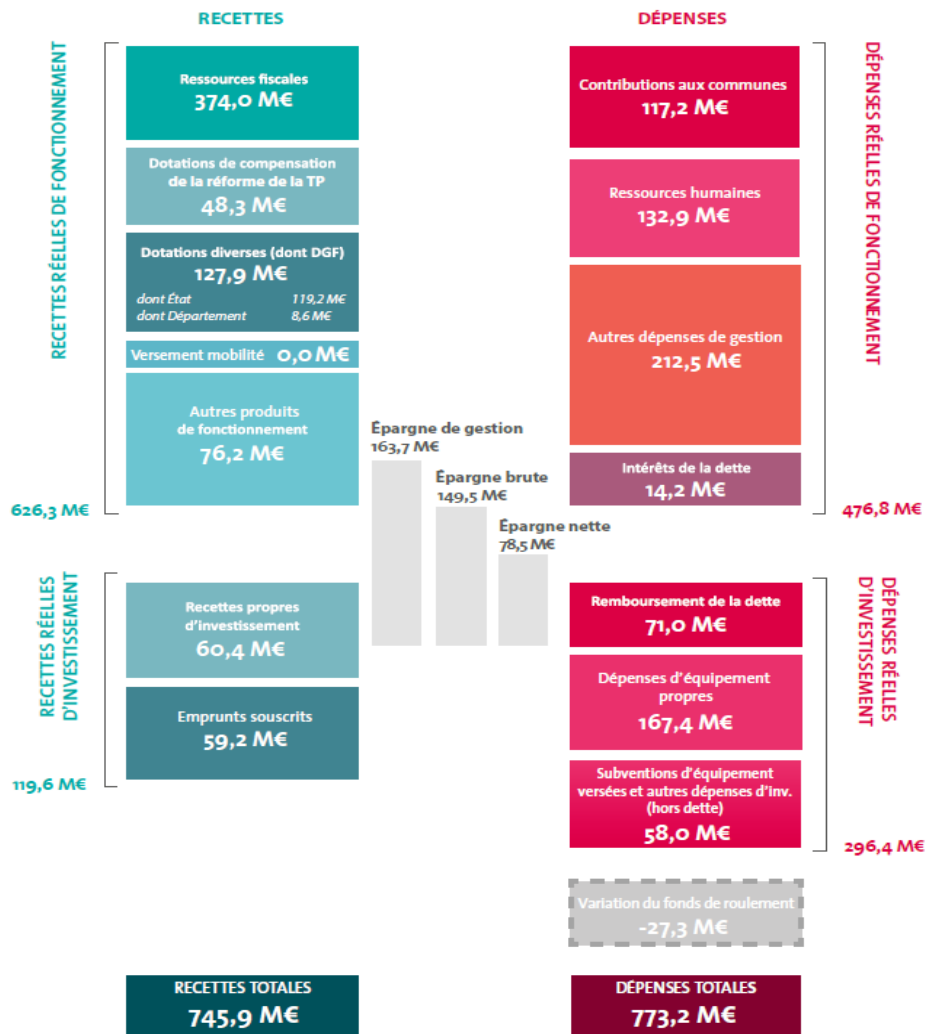 RECETTES
RECETTES RÉELLES DE FONCTIONNEMENT
Ressources fiscales
374,0 M€
Dotations de compensation
de la réforme de la TP
48,3 M€
Dotations diverses (dont DGF)
127,9 M€
dont État 119,2 M€
dont Département 8,6 M€
Versement mobilité 0,0 M€
Autres produits
de fonctionnement
76,2 M€
626,3 M€
RECETTES RÉELLES
D'INVESTISSEMENT
Recettes propres
d'investissement
60,4 M€
Emprunts souscrits
59,2 M€
119,6 M€
RECETTES TOTALES
745,9 M€
Épargne de gestion
163,7 M€
Épargne brute
149,5 M€
Épargne nette
78,5 M€
DÉPENSES
DÉPENSES RÉELLES DE FONCTIONNEMENT
Contributions aux communes
117,2 M€
Ressources humaines
132,9 M€
Autres dépenses de gestion
212,5 M€
Intérêts de la dette
14,2 M€
476,8 M€
DÉPENSES RÉELLES
D'INVESTISSEMENT
Remboursement de la dette
71,0 M€
Dépenses d'équipement
propres
167,4 M€
Subventions d'équipement
versées et autres dépenses d'inv.
(hors dette)
58,0 M€
296,4 M€
Variation du fonds de roulement
-27,3 M€
DÉPENSES TOTALES
773,2 M€